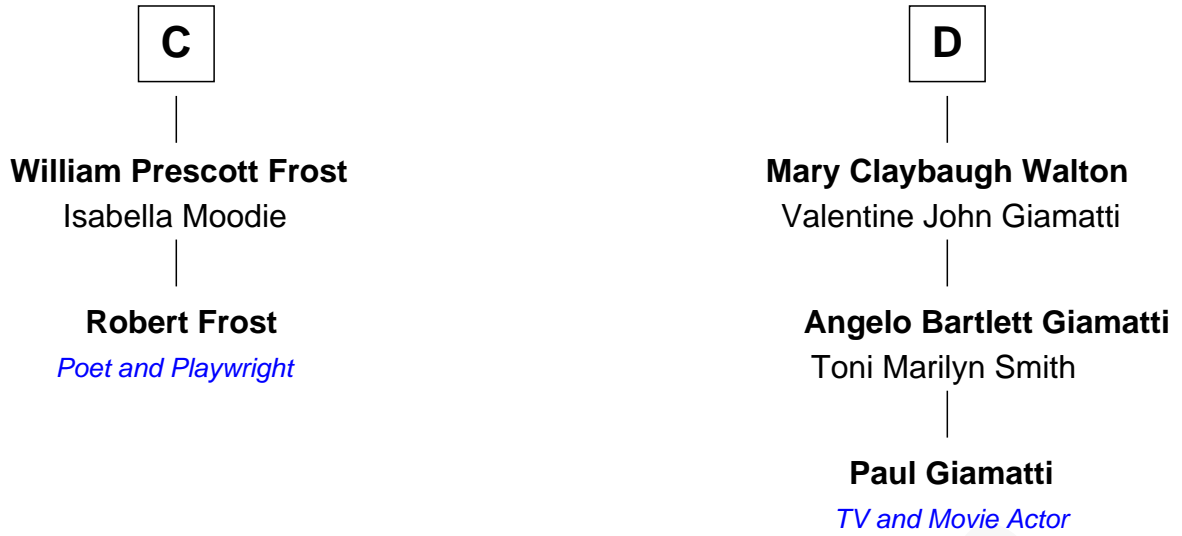 C
William Prescott Frost
Isabella Moodie
Robert Frost
Poet and Playwright
D
Mary Claybaugh Walton
Valentine John Giamatti
Angelo Bartlett Giamatti
Toni Marilyn Smith
Paul Giamatti
TV and Movie Actor